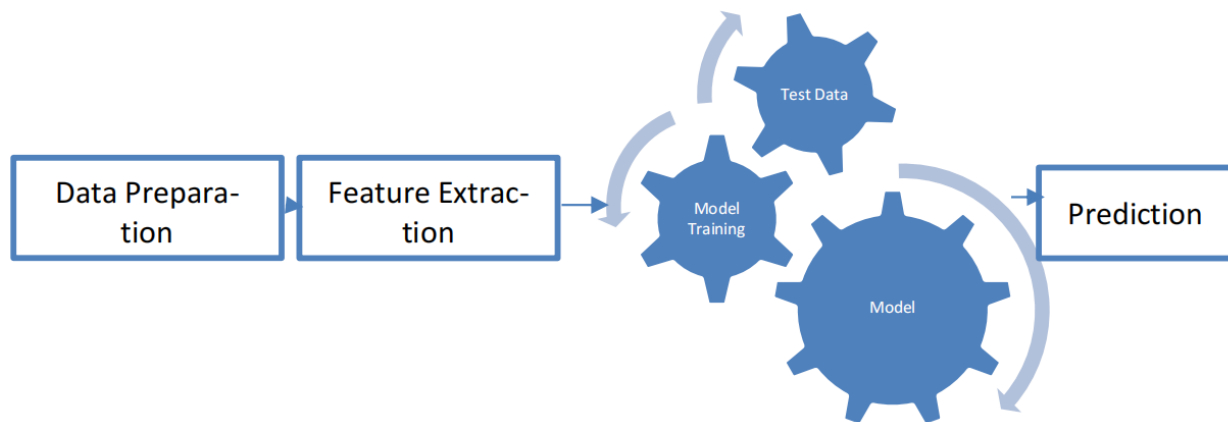 Data Prepara-
tion
Feature Extrac-
tion
Test Data
Model
Training
Model
Prediction